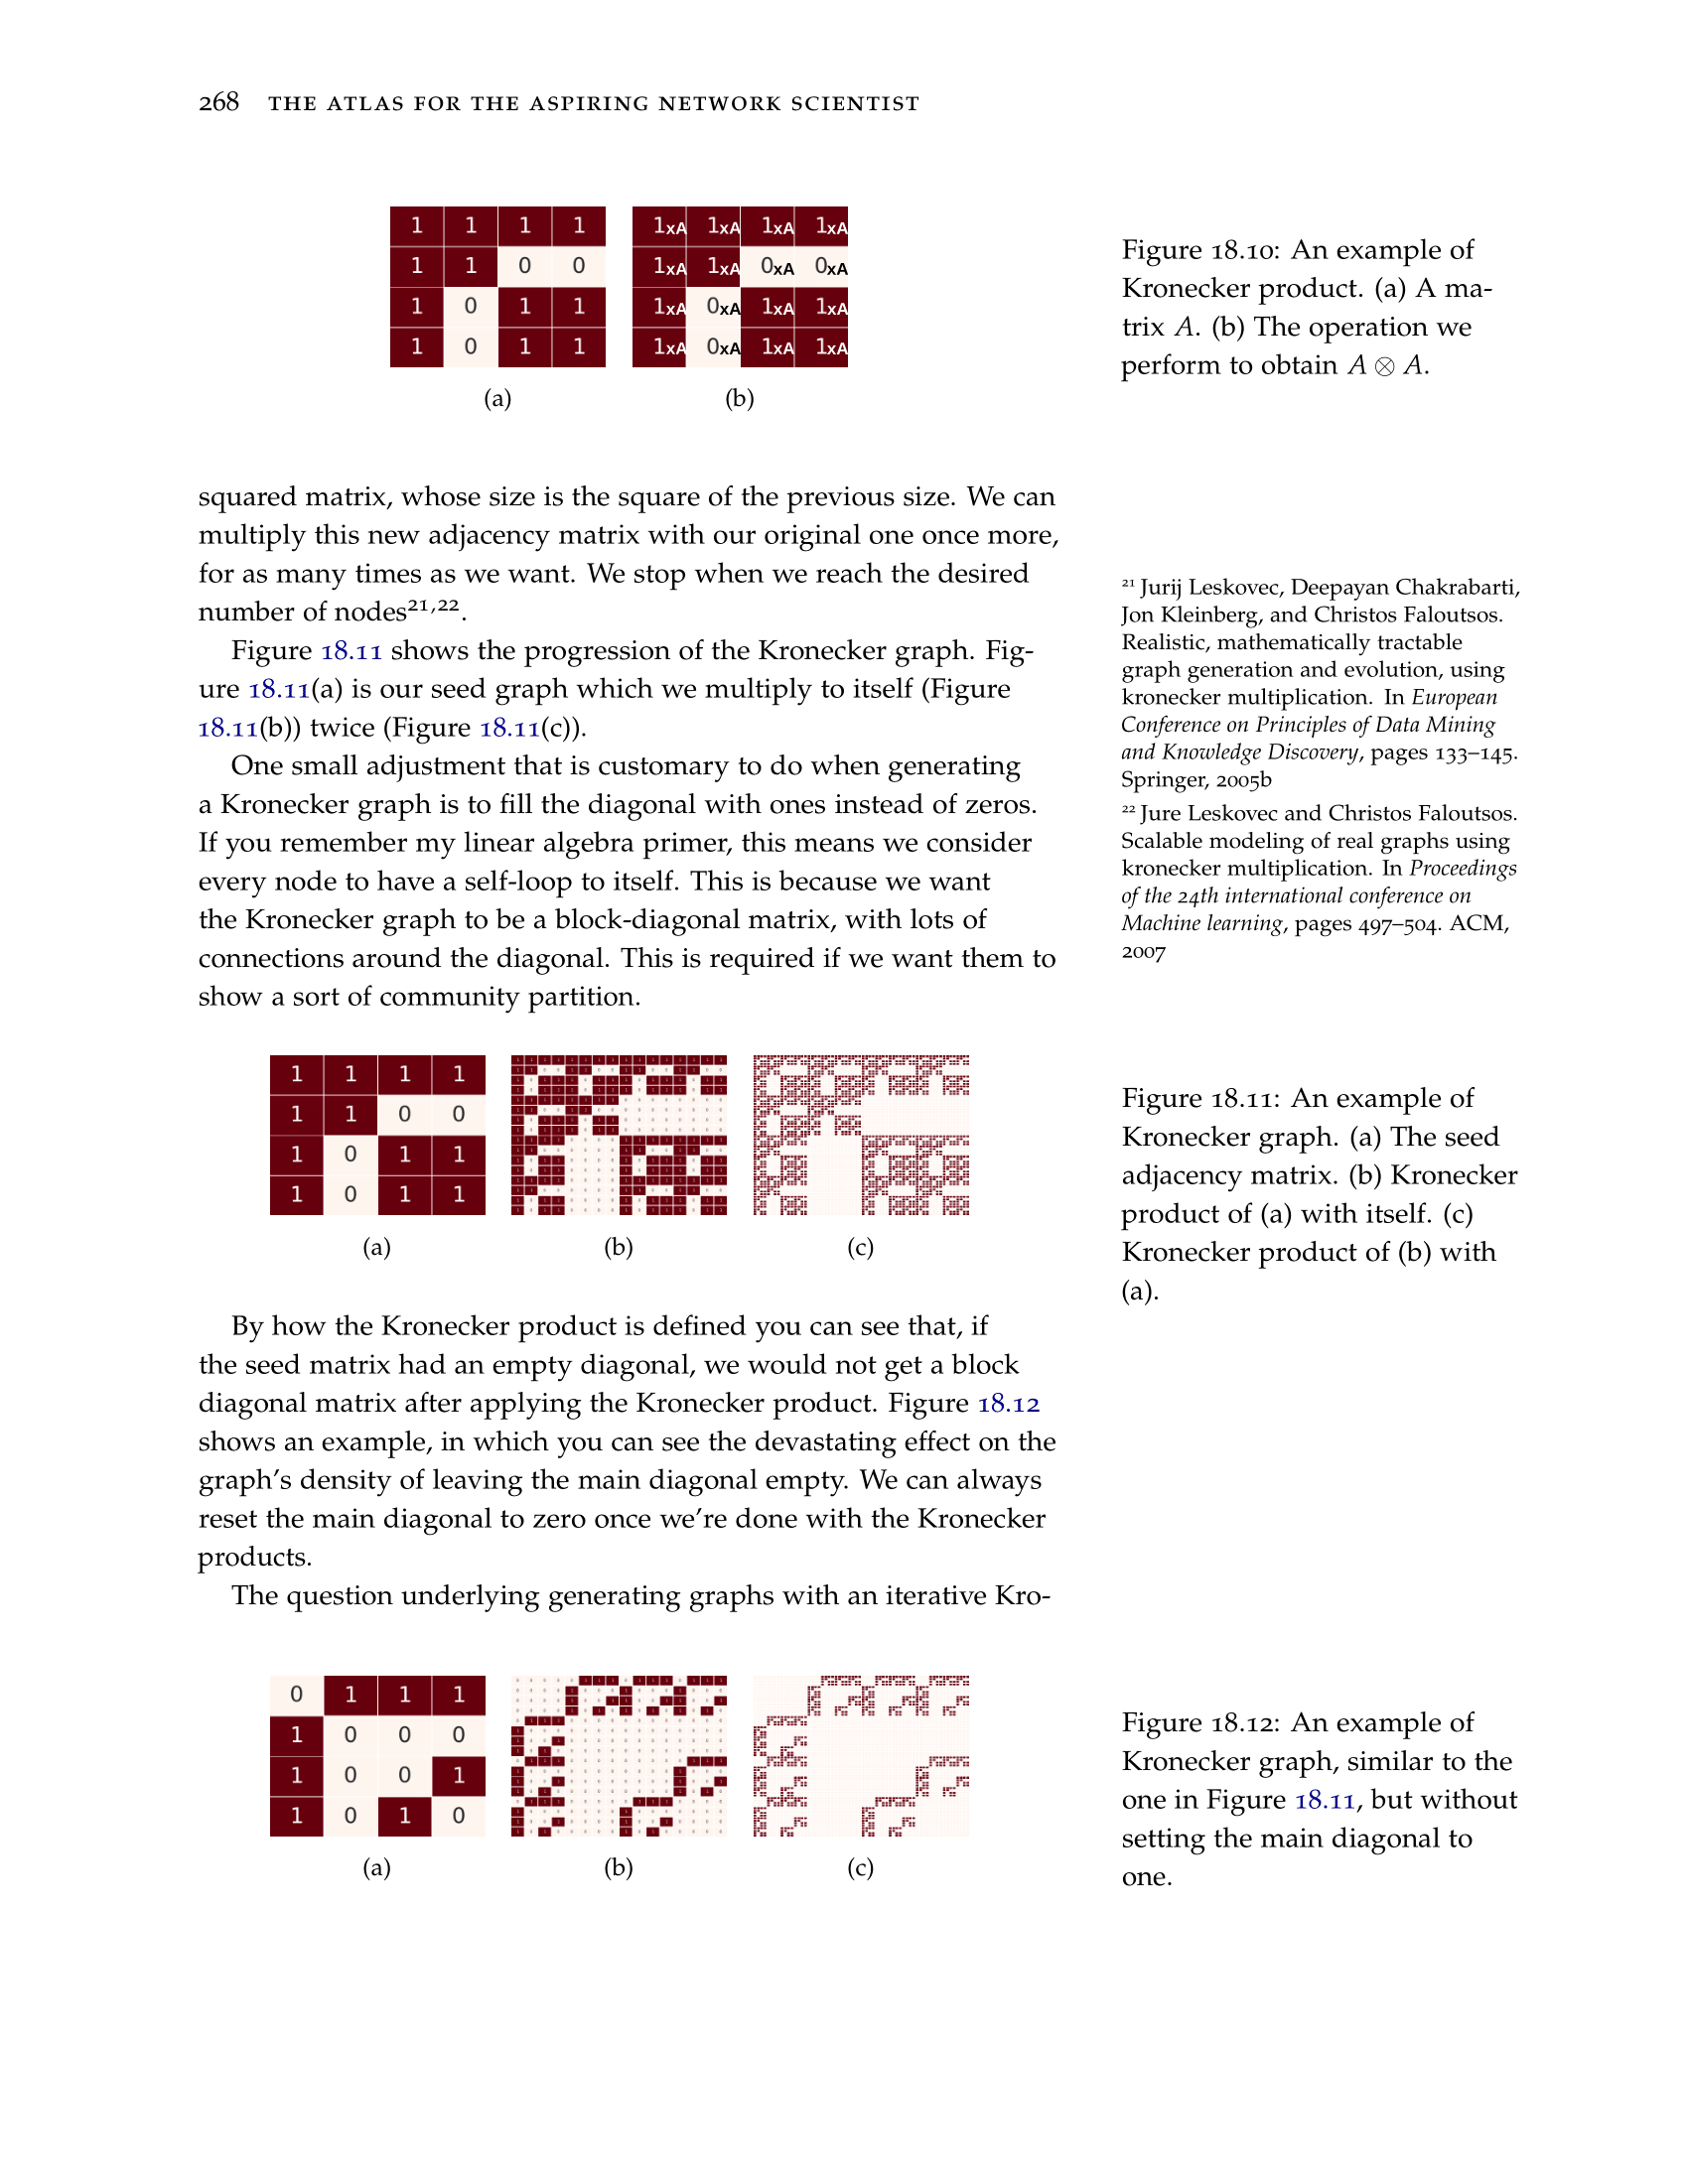 268 THE ATLAS FOR THE ASPIRING NETWORK SCIENTIST
1 1 1 1
1 1 0 0
1 0 1 1
1 0 1 1
(a)
1xA 1xA 1xA 1xA
1xA 1xA 0xA 0xA
1xA 0xA 1xA 1xA
1xA 0xA 1xA 1xA
(b)
Figure 18.10: An example of
Kronecker product. (a) A ma-
trix A. (b) The operation we
perform to obtain A ⊗ A.
squared matrix, whose size is the square of the previous size. We can
multiply this new adjacency matrix with our original one once more,
for as many times as we want. We stop when we reach the desired
number of nodes²¹,²².
Figure 18.11 shows the progression of the Kronecker graph. Fig-
ure 18.11(a) is our seed graph which we multiply to itself (Figure
18.11(b)) twice (Figure 18.11(c)).
One small adjustment that is customary to do when generating
a Kronecker graph is to fill the diagonal with ones instead of zeros.
If you remember my linear algebra primer, this means we consider
every node to have a self-loop to itself. This is because we want
the Kronecker graph to be a block-diagonal matrix, with lots of
connections around the diagonal. This is required if we want them to
show a sort of community partition.
²¹ Jurij Leskovec, Deepayan Chakrabarti,
Jon Kleinberg, and Christos Faloutsos.
Realistic, mathematically tractable
graph generation and evolution, using
kronecker multiplication. In European
Conference on Principles of Data Mining
and Knowledge Discovery, pages 133–145.
Springer, 2005b
²² Jure Leskovec and Christos Faloutsos.
Scalable modeling of real graphs using
kronecker multiplication. In Proceedings
of the 24th international conference on
Machine learning, pages 497–504. ACM,
2007
1 1 1 1
1 1 0 0
1 0 1 1
1 0 1 1
(a)
(b)
(c)
Figure 18.11: An example of
Kronecker graph. (a) The seed
adjacency matrix. (b) Kronecker
product of (a) with itself. (c)
Kronecker product of (b) with
(a).
By how the Kronecker product is defined you can see that, if
the seed matrix had an empty diagonal, we would not get a block
diagonal matrix after applying the Kronecker product. Figure 18.12
shows an example, in which you can see the devastating effect on the
graph's density of leaving the main diagonal empty. We can always
reset the main diagonal to zero once we're done with the Kronecker
products.
The question underlying generating graphs with an iterative Kro-
0 1 1 1
1 0 0 0
1 0 0 1
1 0 1 0
(a)
(b)
(c)
Figure 18.12: An example of
Kronecker graph, similar to the
one in Figure 18.11, but without
setting the main diagonal to
one.